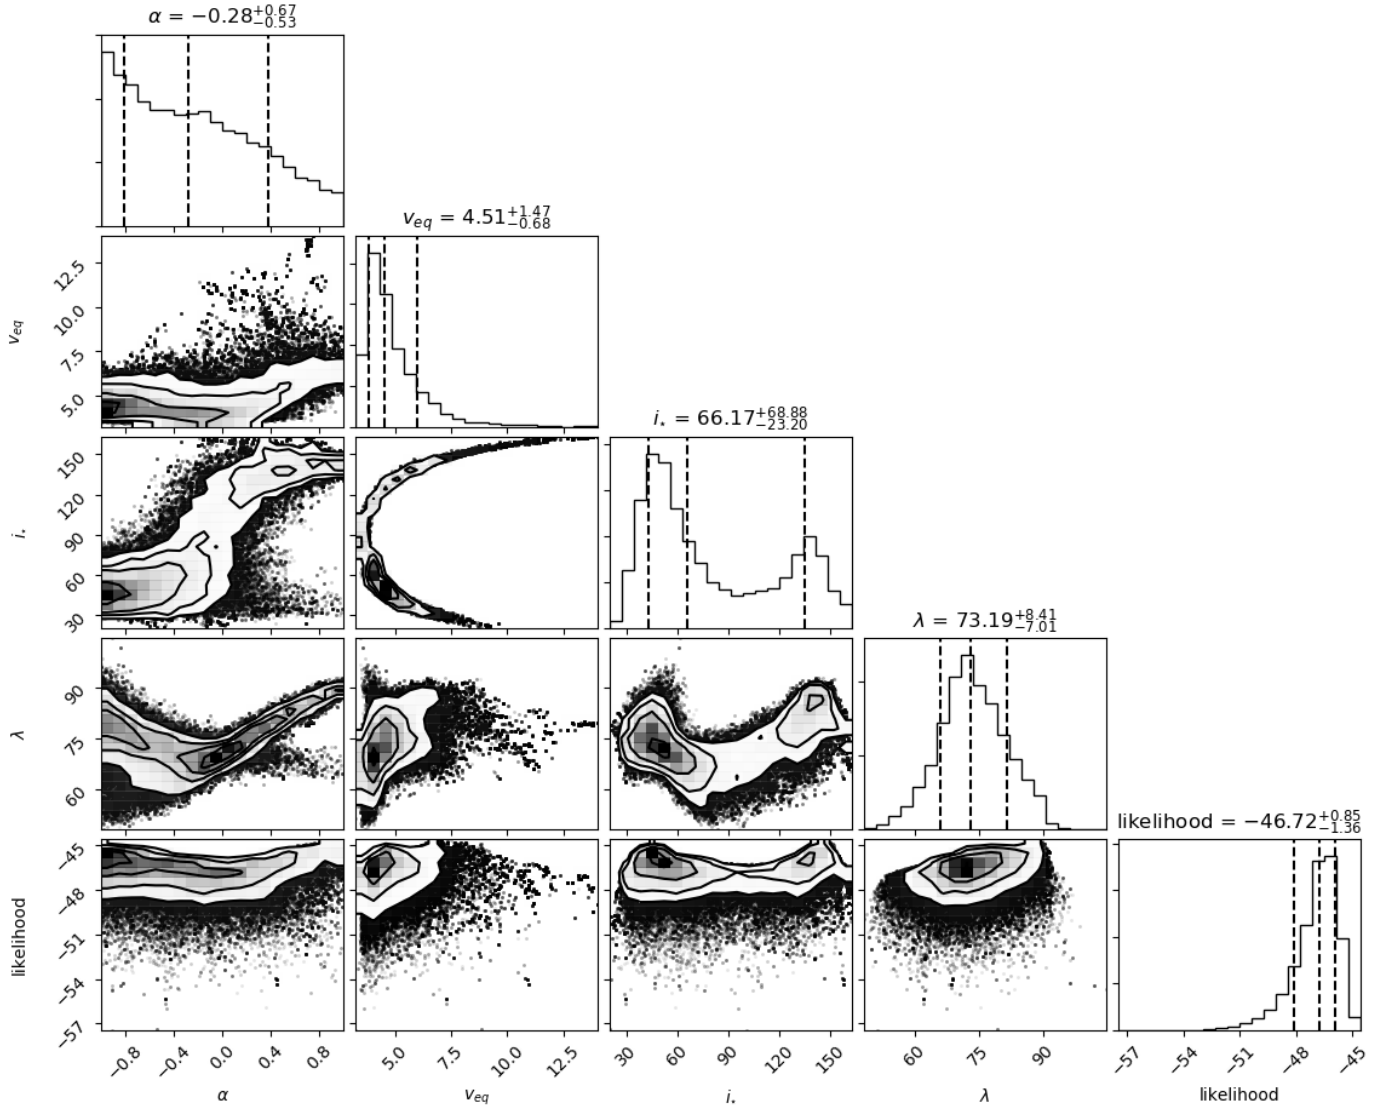 α = −0.28+0.67−0.53
veq = 4.51+1.47−0.68
12.5
10.0
7.5
5.0
veq
i⋆ = 66.17+68.88−23.20
150
120
90
60
30
i⋆
λ = 73.19+8.41−7.01
90
75
60
λ
likelihood = −46.72+0.85−1.36
−45
−48
−51
−54
−57
likelihood
−0.8 −0.4 0.0 0.4 0.8
5.0 7.5 10.0 12.5
30 60 90 120 150
60 75 90
−57 −54 −51 −48 −45
α veq i⋆ λ likelihood